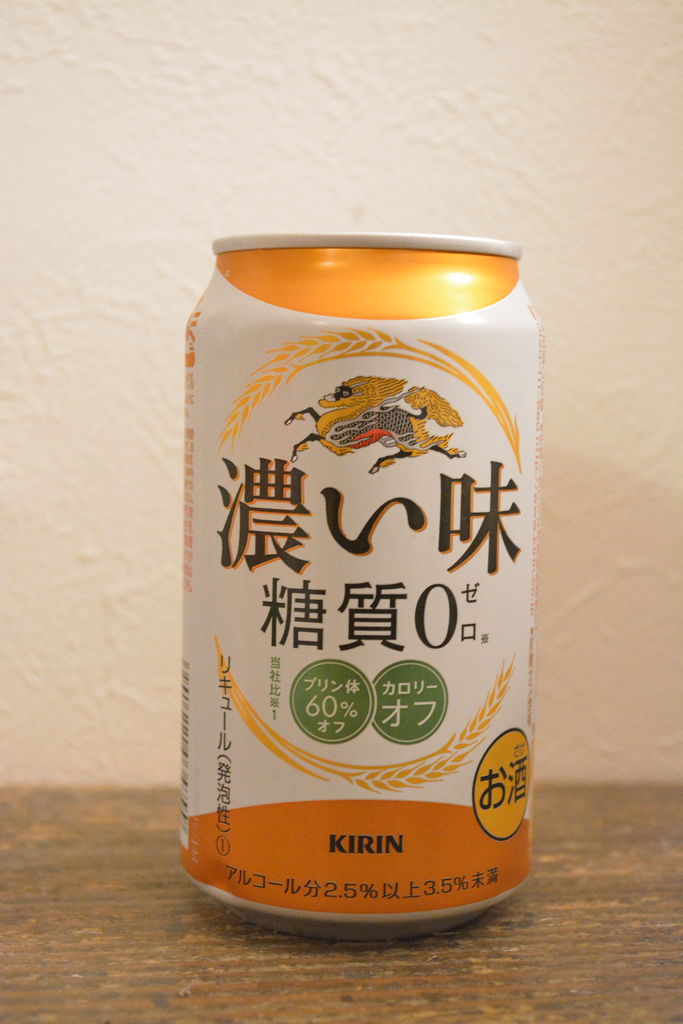 濃い味
糖質0ゼロ※
当社比※1
プリン体
60%
オフ
カロリー
オフ
リキュール(発泡性)①
さけ
お酒
KIRIN
アルコール分2.5%以上3.5%未満